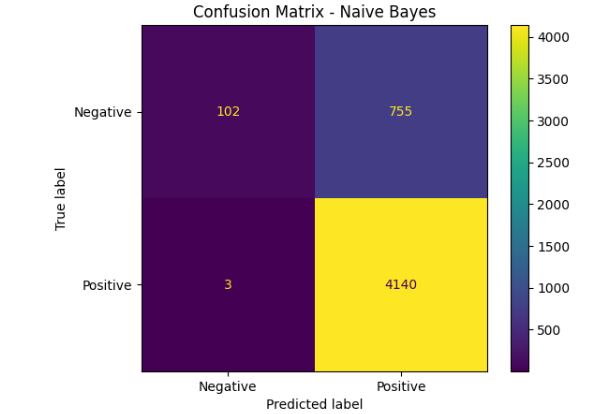 Confusion Matrix - Naive Bayes
True label
Negative
102
755
Positive
3
4140
Negative
Positive
Predicted label
4000
3500
3000
2500
2000
1500
1000
500